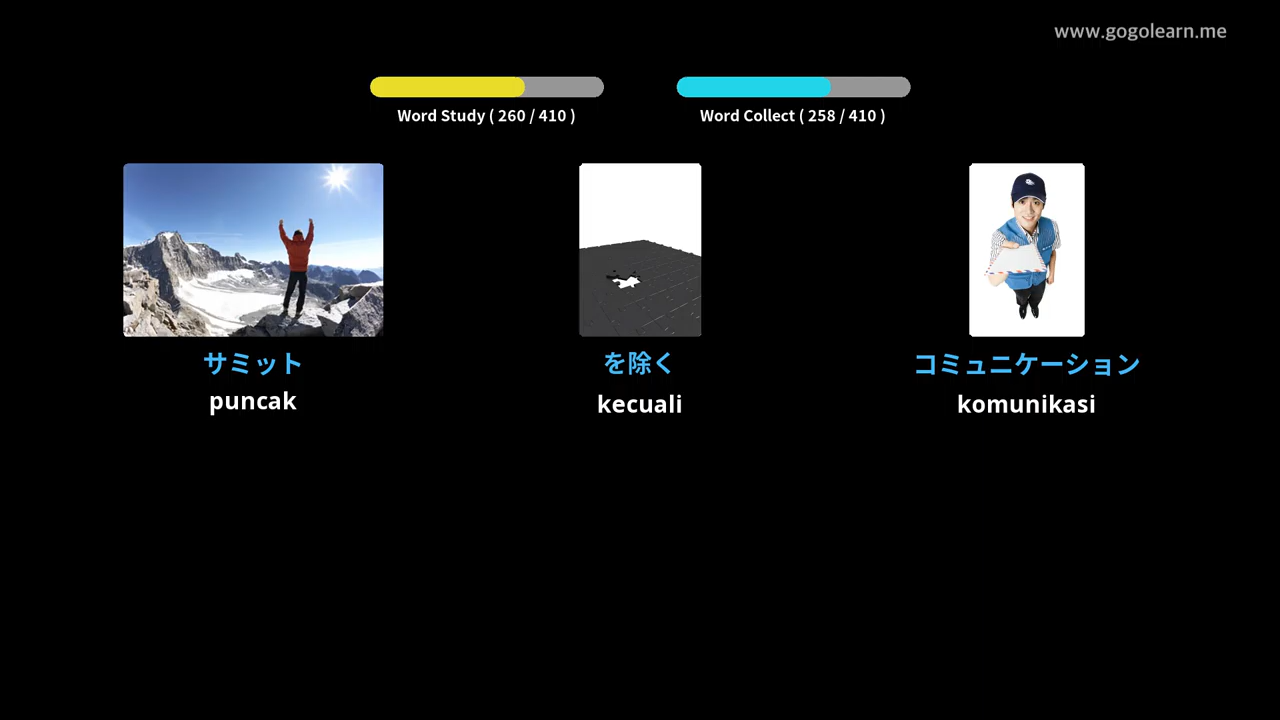 www.gogolearn.me
Word Study ( 260 / 410 )
Word Collect ( 258 / 410 )
サミット
puncak
を除く
kecuali
コミュニケーション
komunikasi